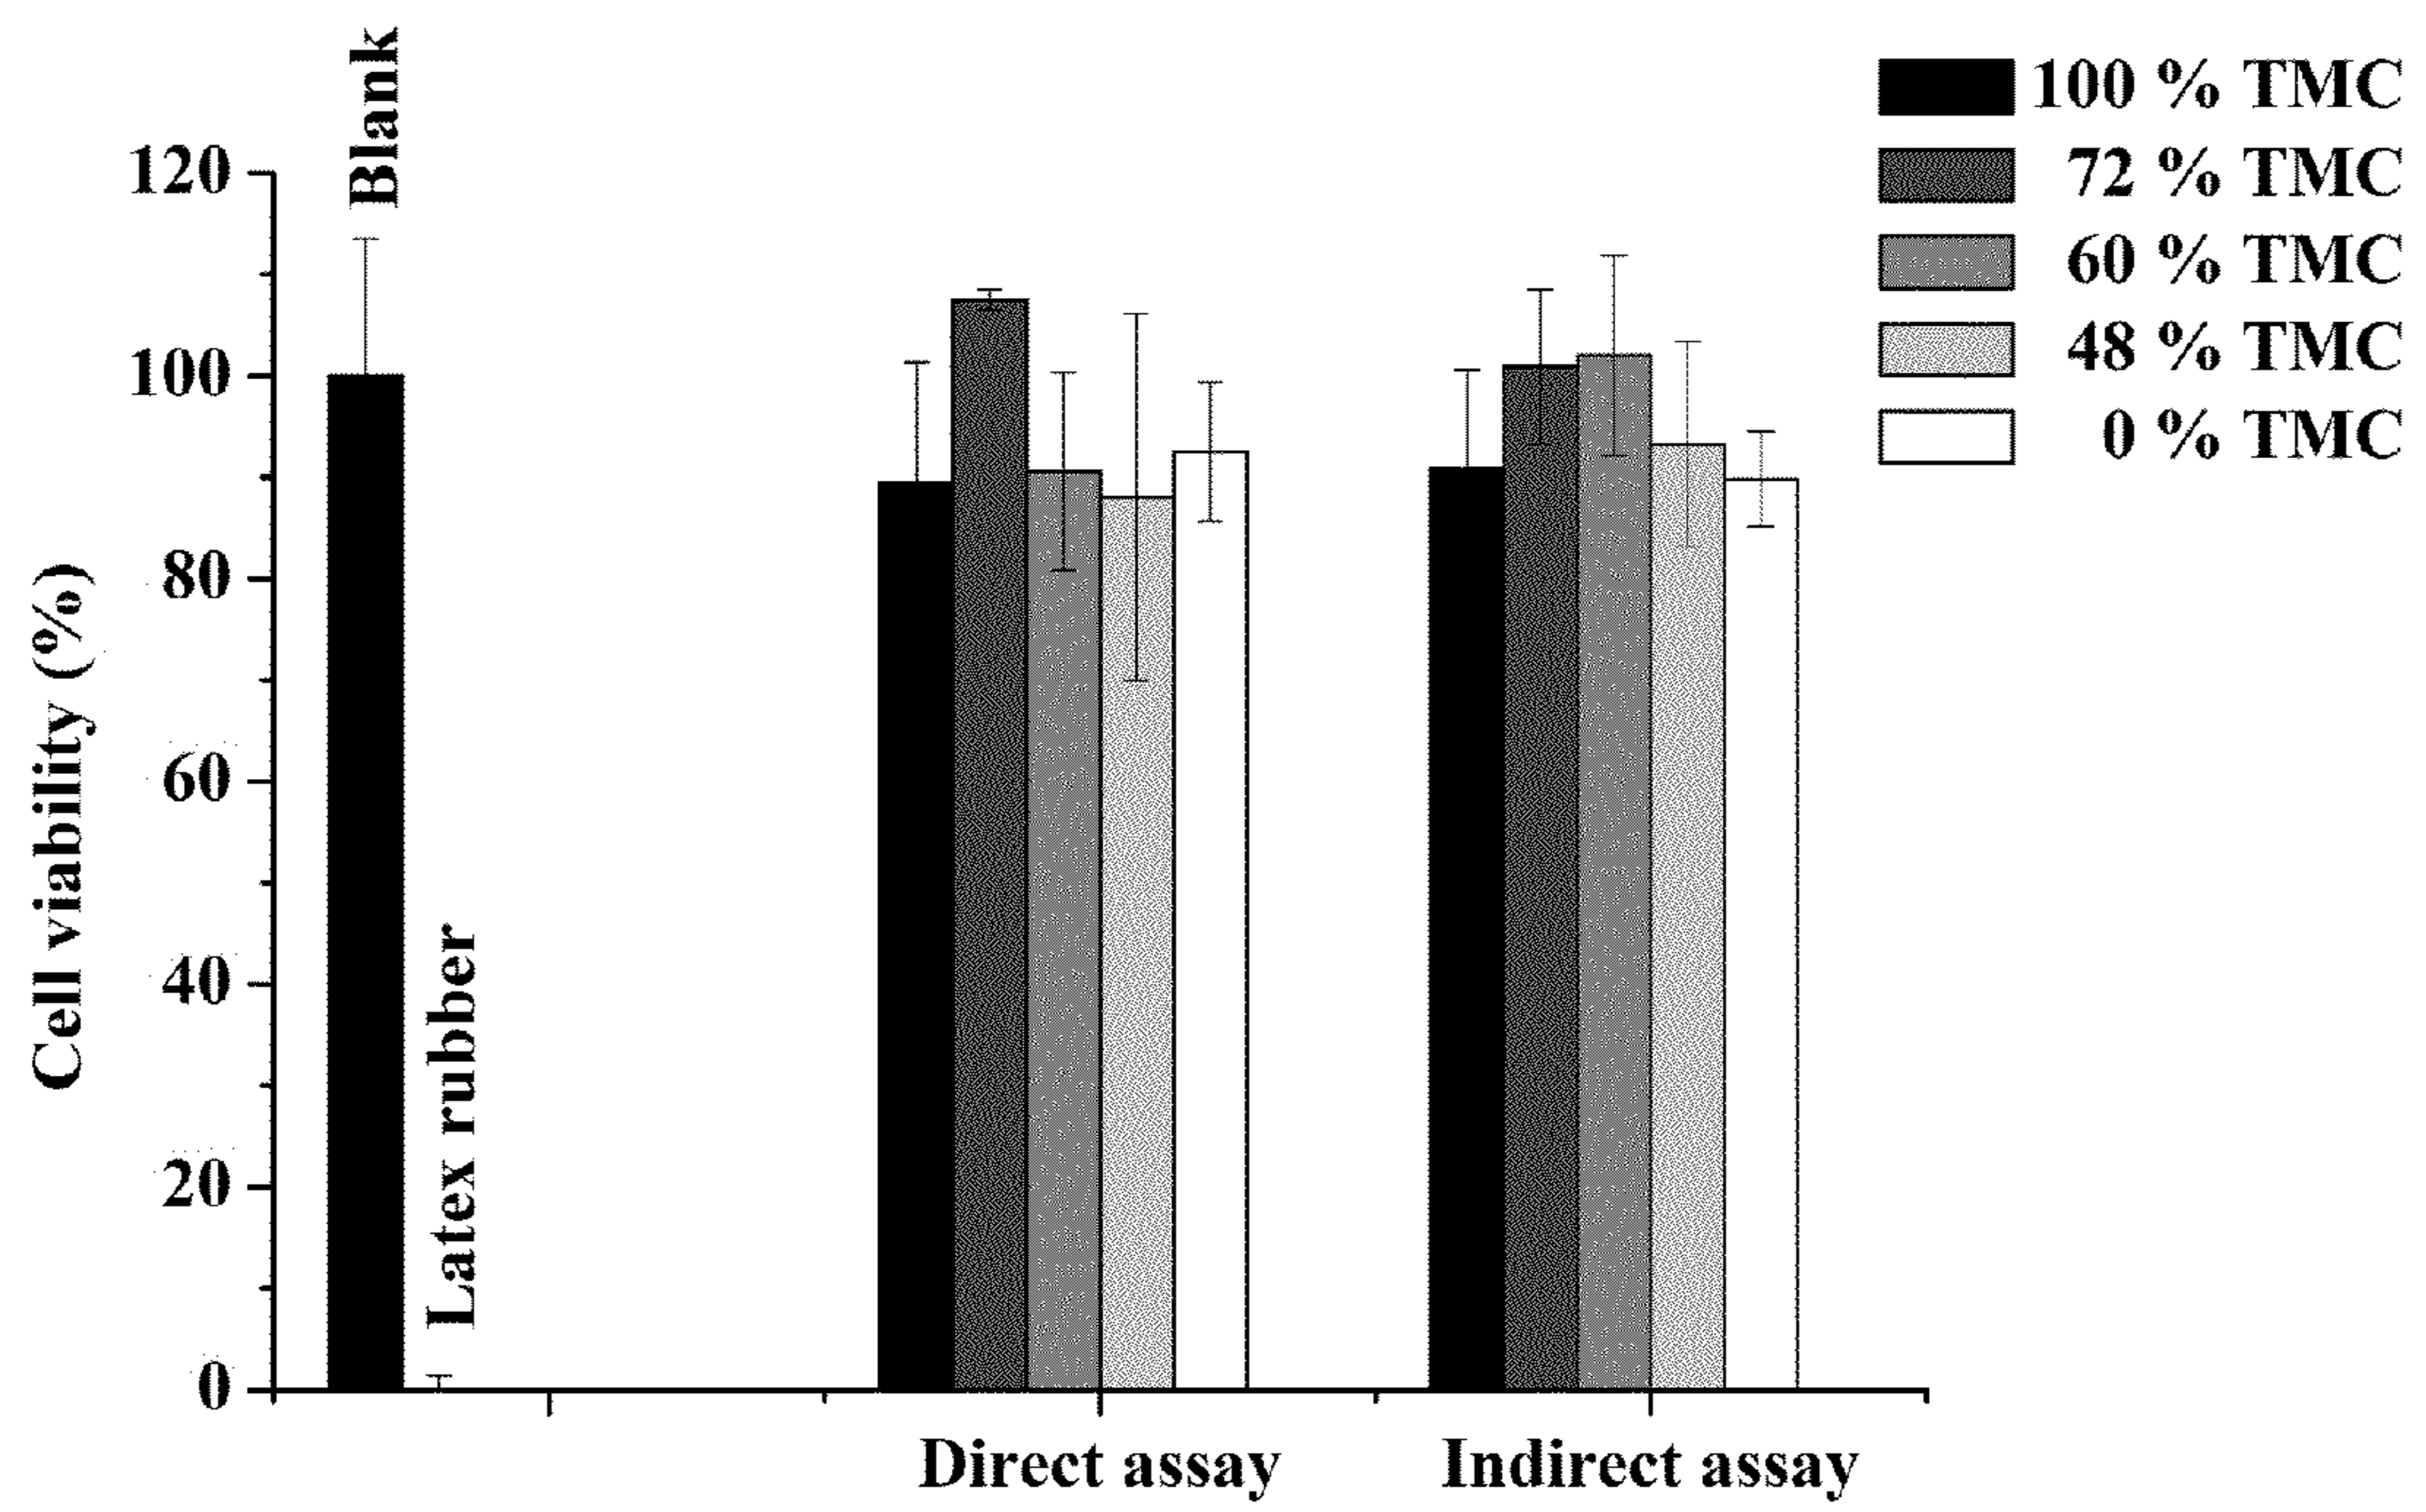 Blank
Latex rubber
Cell viability (%)
120
100
80
60
40
20
0
Direct assay
Indirect assay
100 % TMC
72 % TMC
60 % TMC
48 % TMC
0 % TMC